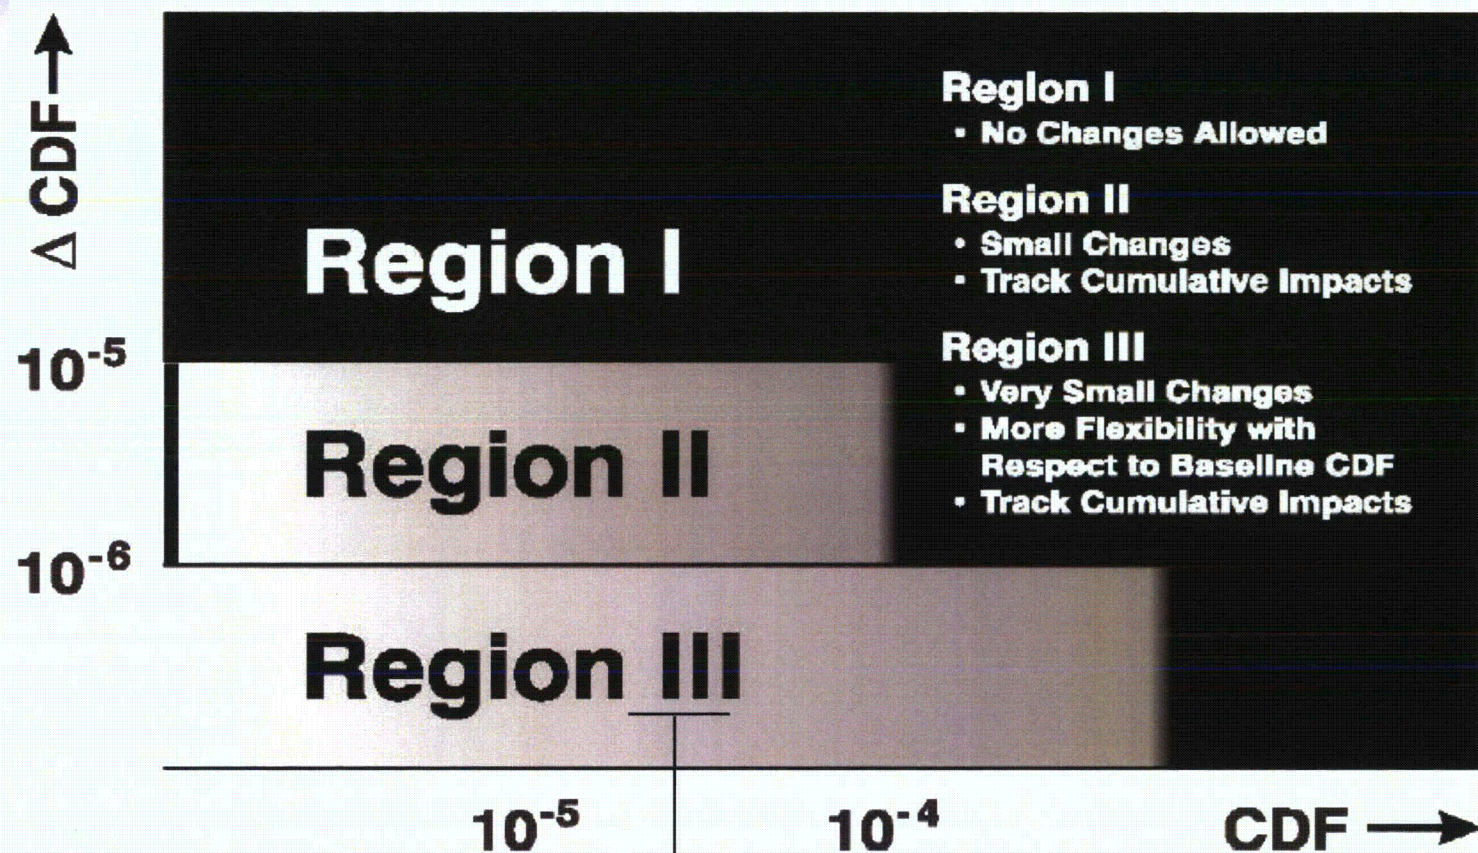 Δ CDF→
Region I
• No Changes Allowed
Region II
• Small Changes
• Track Cumulative Impacts
Region III
• Very Small Changes
• More Flexibility with
Respect to Baseline CDF
• Track Cumulative Impacts
Region I
10⁻⁵
Region II
10⁻⁶
Region III
10⁻⁵
10⁻⁴
CDF →